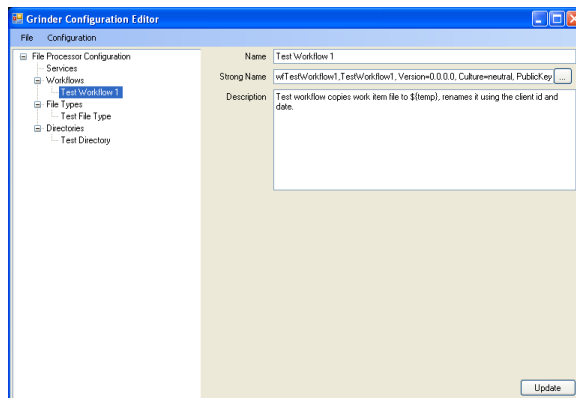 Grinder Configuration Editor
File Configuration
File Processor Configuration
Services
Workflows
Test Workflow 1
File Types
Test File Type
Directories
Test Directory
Name Test Workflow 1
Strong Name wfTestWorkflow1,TestWorkflow1, Version=0.0.0.0, Culture=neutral, PublicKey ...
Description Test workflow copies work item file to ${temp}, renames it using the client id and
date.
Update